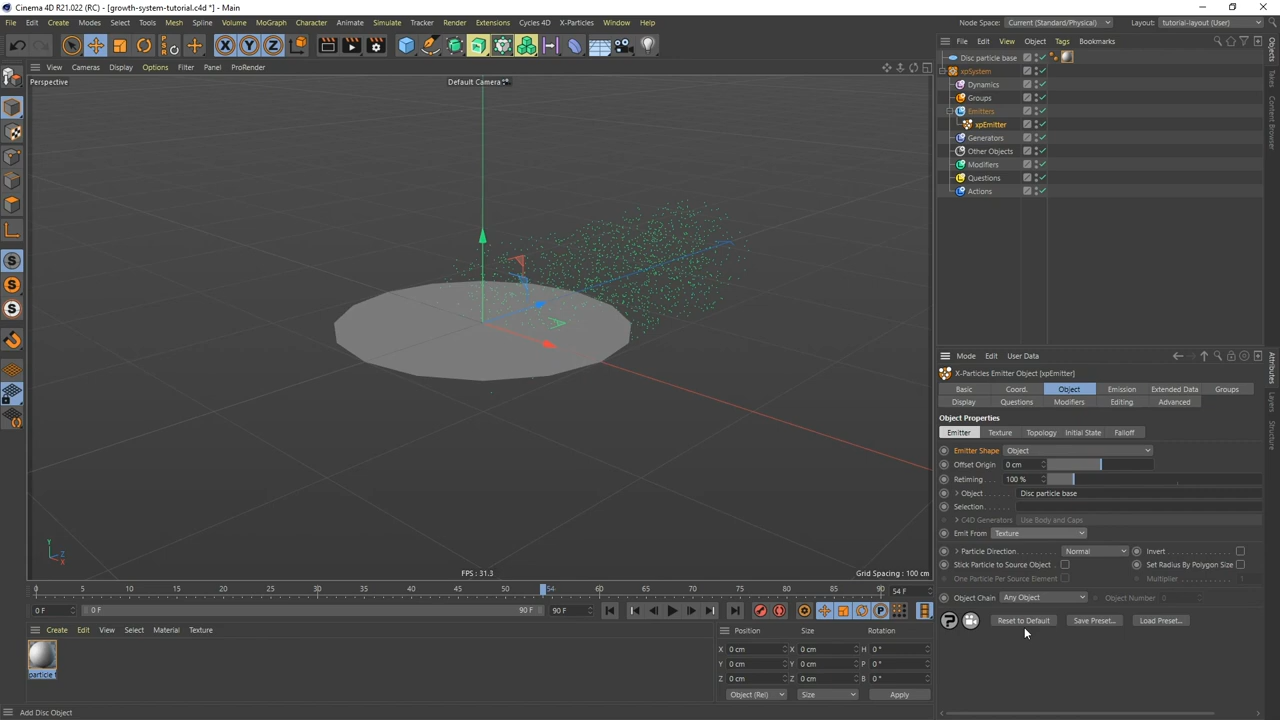 Cinema 4D R21.022 (RC) - [growth-system-tutorial.c4d *] - Main
File Edit Create Modes Select Tools Spline Volume MoGraph Character Animate Simulate Tracker Render Extensions Cycles 4D X-Particles Window Help
Node Space: Current (Standard/Physical) Layout: tutorial-layout (User)
View Cameras Display Options Filter Panel ProRender
File Edit View Object Tags Bookmarks
Perspective
Default Camera
Disc particle base
xpSystem
Dynamics
Groups
Emitters
xpEmitter
Generators
Other Objects
Modifiers
Questions
Actions
Objects
Takes
Content Browser
Mode Edit User Data
X-Particles Emitter Object [xpEmitter]
Basic Coord. Object Emission Extended Data Groups
Display Questions Modifiers Editing Advanced
Object Properties
Emitter Texture Topology Initial State Falloff
Emitter Shape Object
Offset Origin 0 cm
Retiming 100 %
Object Disc particle base
Selection
C4D Generators Use Body and Caps
Emit From Texture
Particle Direction Normal Invert
Stick Particle to Source Object Set Radius By Polygon Size
One Particle Per Source Element Multiplier 1
Object Chain Any Object Object Number 0
Reset to Default Save Preset... Load Preset...
Attributes
Layers
Structure
Y
Z
X
FPS : 31.3
Grid Spacing : 100 cm
0 5 10 15 20 25 30 35 40 45 50 54 60 65 70 75 80 85 90 54 F
0 F 0 F 90 F 90 F
Create Edit View Select Material Texture
particle t
Position Size Rotation
X 0 cm X 0 cm H 0 °
Y 0 cm Y 0 cm P 0 °
Z 0 cm Z 0 cm B 0 °
Object (Rel) Size Apply
Add Disc Object